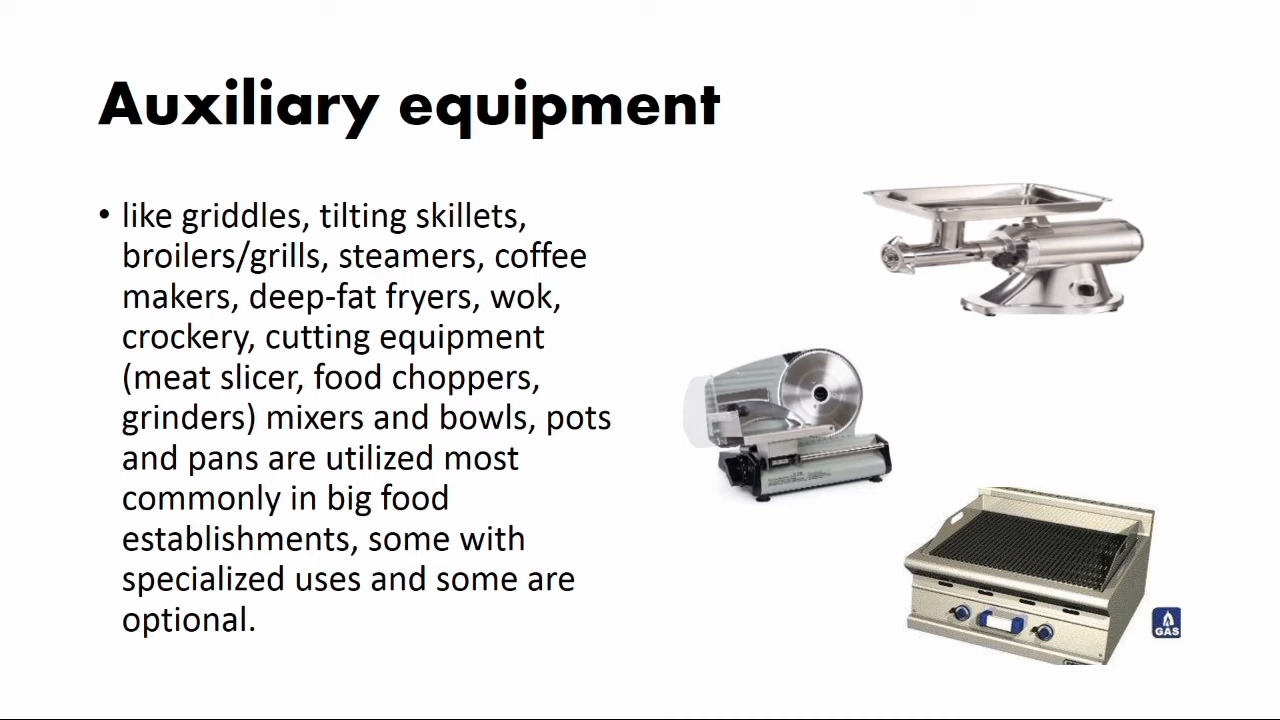 Auxiliary equipment
• like griddles, tilting skillets,
broilers/grills, steamers, coffee
makers, deep-fat fryers, wok,
crockery, cutting equipment
(meat slicer, food choppers,
grinders) mixers and bowls, pots
and pans are utilized most
commonly in big food
establishments, some with
specialized uses and some are
optional.
GAS